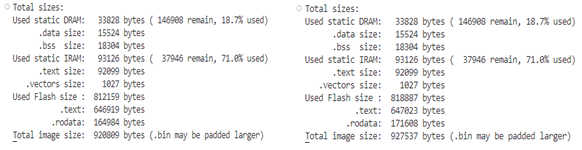 Total sizes:
Used static DRAM: 33828 bytes ( 146908 remain, 18.7% used)
.data size: 15524 bytes
.bss size: 18304 bytes
Used static IRAM: 93126 bytes ( 37946 remain, 71.0% used)
.text size: 92099 bytes
.vectors size: 1027 bytes
Used Flash size : 812159 bytes
.text: 646919 bytes
.rodata: 164984 bytes
Total image size: 920809 bytes (.bin may be padded larger)
Total sizes:
Used static DRAM: 33828 bytes ( 146908 remain, 18.7% used)
.data size: 15524 bytes
.bss size: 18304 bytes
Used static IRAM: 93126 bytes ( 37946 remain, 71.0% used)
.text size: 92099 bytes
.vectors size: 1027 bytes
Used Flash size : 818887 bytes
.text: 647023 bytes
.rodata: 171608 bytes
Total image size: 927537 bytes (.bin may be padded larger)